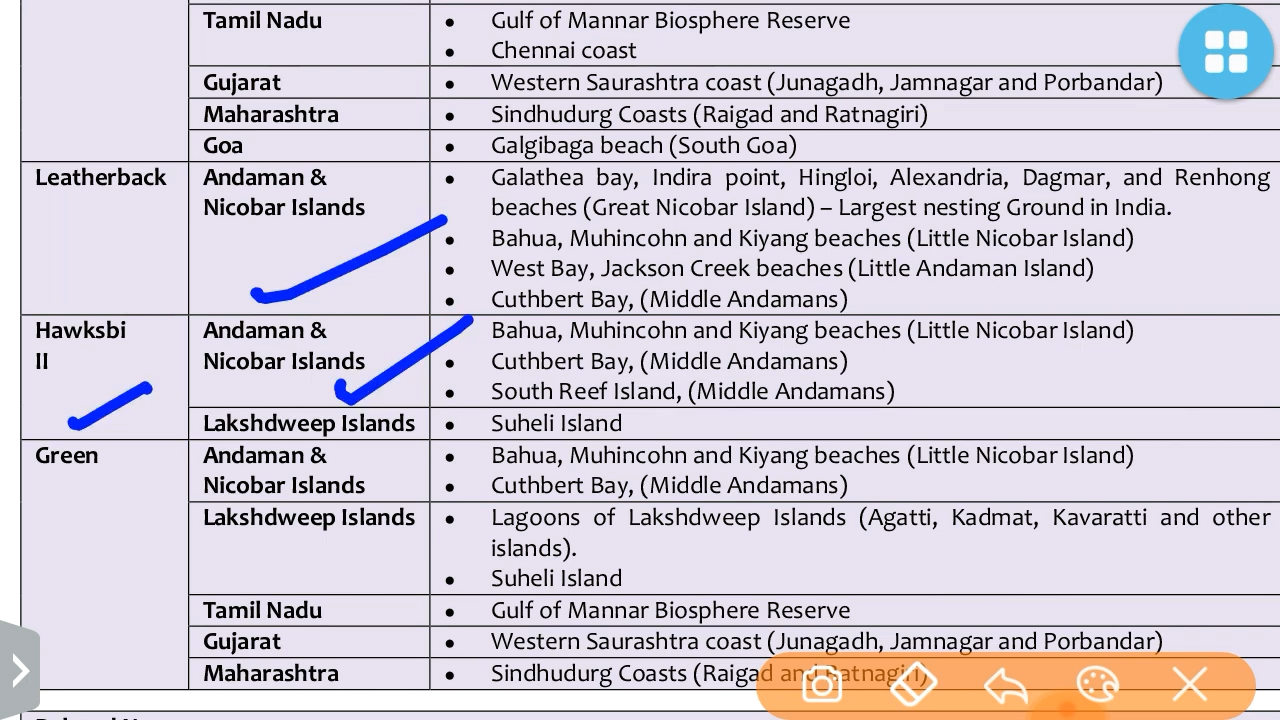 Tamil Nadu
• Gulf of Mannar Biosphere Reserve
• Chennai coast
Gujarat
• Western Saurashtra coast (Junagadh, Jamnagar and Porbandar)
Maharashtra
• Sindhudurg Coasts (Raigad and Ratnagiri)
Goa
• Galgibaga beach (South Goa)
Leatherback
Andaman &
Nicobar Islands
• Galathea bay, Indira point, Hingloi, Alexandria, Dagmar, and Renhong
beaches (Great Nicobar Island) – Largest nesting Ground in India.
• Bahua, Muhincohn and Kiyang beaches (Little Nicobar Island)
• West Bay, Jackson Creek beaches (Little Andaman Island)
• Cuthbert Bay, (Middle Andamans)
Hawksbi
ll
Andaman &
Nicobar Islands
Bahua, Muhincohn and Kiyang beaches (Little Nicobar Island)
• Cuthbert Bay, (Middle Andamans)
• South Reef Island, (Middle Andamans)
Lakshdweep Islands
• Suheli Island
Green
Andaman &
Nicobar Islands
• Bahua, Muhincohn and Kiyang beaches (Little Nicobar Island)
• Cuthbert Bay, (Middle Andamans)
Lakshdweep Islands
• Lagoons of Lakshdweep Islands (Agatti, Kadmat, Kavaratti and other
islands).
• Suheli Island
Tamil Nadu
• Gulf of Mannar Biosphere Reserve
Gujarat
• Western Saurashtra coast (Junagadh, Jamnagar and Porbandar)
Maharashtra
• Sindhudurg Coasts (Raigad and Ratnagiri)